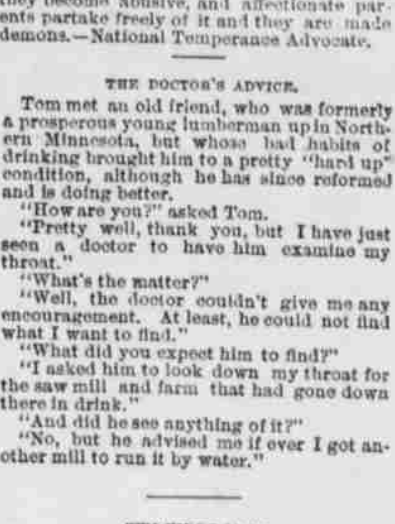 they become abusive, and affectionate par-
ents partake freely of it and they are made
demons.—National Temperance Advocate.
THE DOCTOR'S ADVICE.
Tom met an old friend, who was formerly
a prosperous young lumberman up in North-
ern Minnesota, but whose bad habits of
drinking brought him to a pretty "hard up"
condition, although he has since reformed
and is doing better.
"How are you?" asked Tom.
"Pretty well, thank you, but I have just
seen a doctor to have him examine my
throat."
"What's the matter?"
"Well, the doctor couldn't give me any
encouragement. At least, he could not find
what I want to find."
"What did you expect him to find?"
"I asked him to look down my throat for
the saw mill and farm that had gone down
there in drink."
"And did he see anything of it?"
"No, but he advised me if ever I got an-
other mill to run it by water."